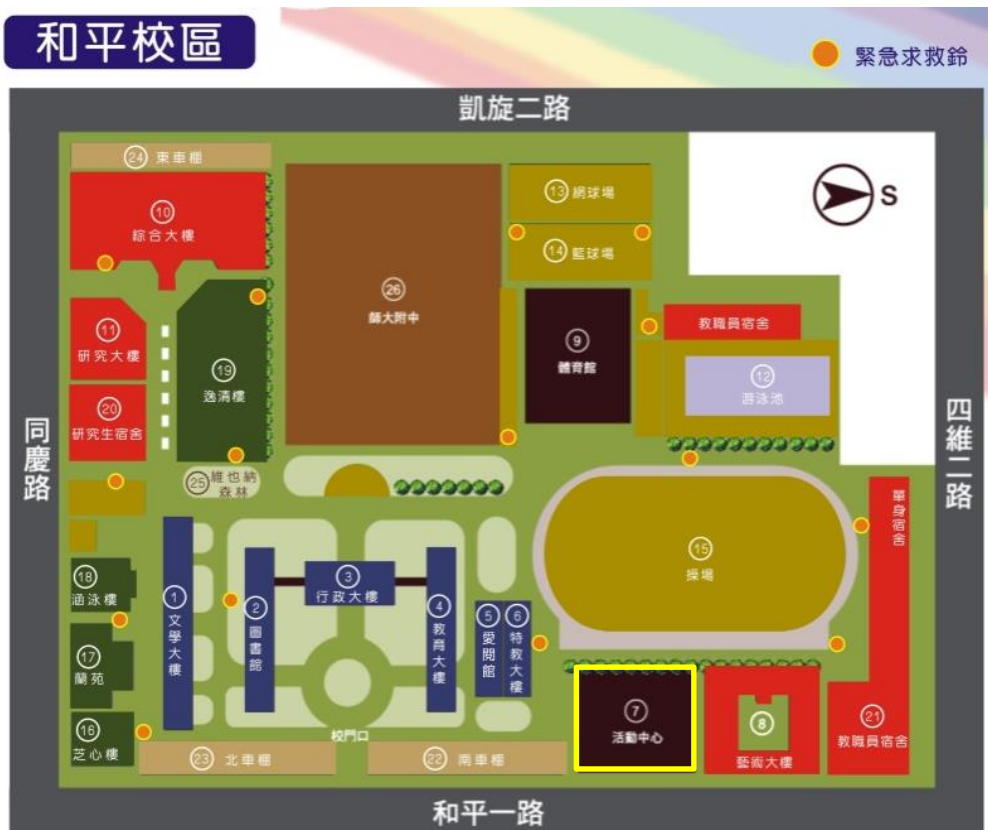 和平校區
緊急求救鈴
凱旋二路
24 東車棚
13 網球場
10
綜合大樓
S
14 籃球場
26
師大附中
11
研究大樓
教職員宿舍
9
體育館
19
逸清樓
12
游泳池
20
研究生宿舍
同慶路
四維二路
25 維也納
森林
單身宿舍
15
操場
18
涵泳樓
1
文學大樓
2
圖書館
3
行政大樓
4
教育大樓
5
愛閱館
6
特教大樓
17
蘭苑
7
活動中心
8
藝術大樓
21
教職員宿舍
16
芝心樓
校門口
23 北車棚
22 南車棚
和平一路